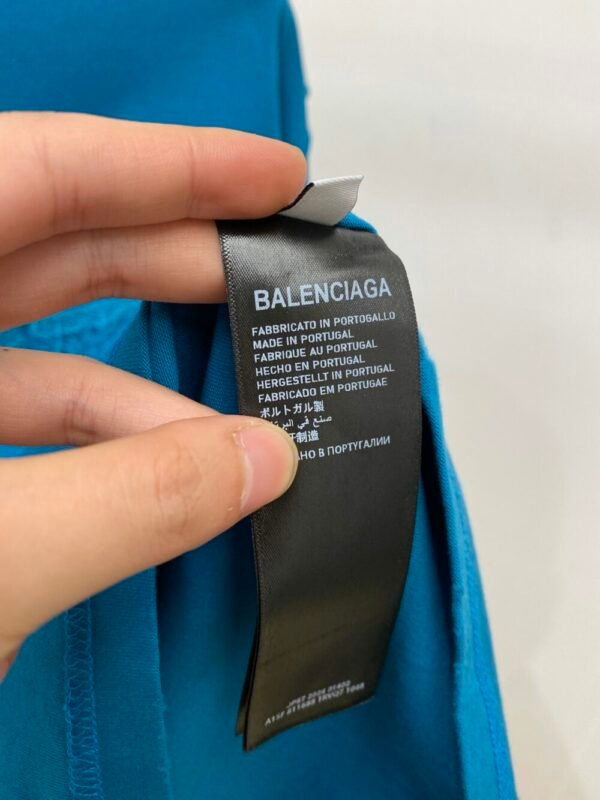 BALENCIAGA
FABBRICATO IN PORTOGALLO
MADE IN PORTUGAL
FABRIQUE AU PORTUGAL
HECHO EN PORTUGAL
HERGESTELLT IN PORTUGAL
FABRICADO EM PORTUGAE
ポルトガル製
صنع في
制造
АНО В ПОРТУГАЛИИ